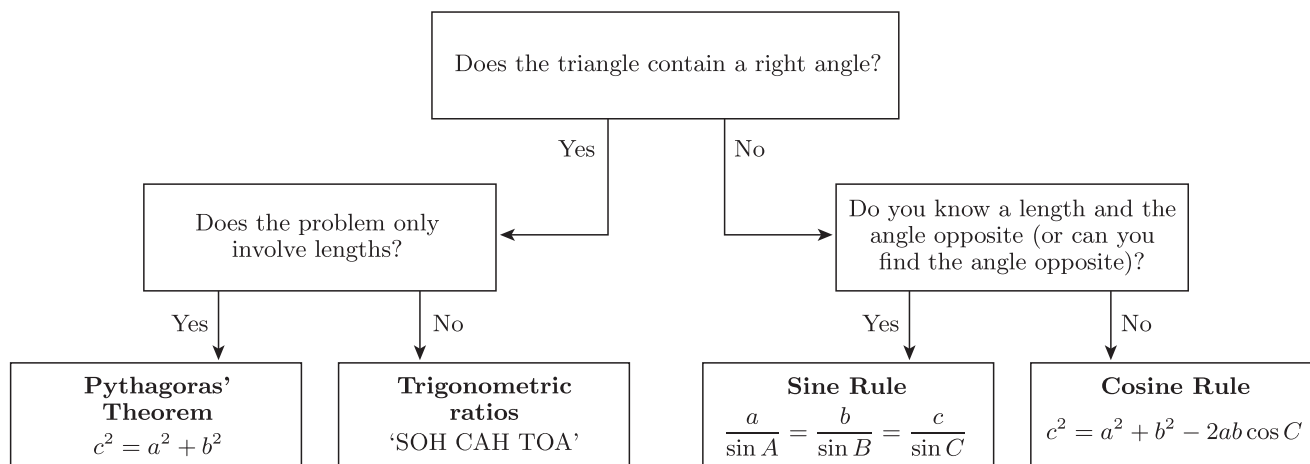 Does the triangle contain a right angle?
Yes
No
Does the problem only
involve lengths?
Do you know a length and the
angle opposite (or can you
find the angle opposite)?
Yes
No
Yes
No
Pythagoras’
Theorem
c² = a² + b²
Trigonometric
ratios
‘SOH CAH TOA’
Sine Rule
a/sin A = b/sin B = c/sin C
Cosine Rule
c² = a² + b² − 2ab cos C